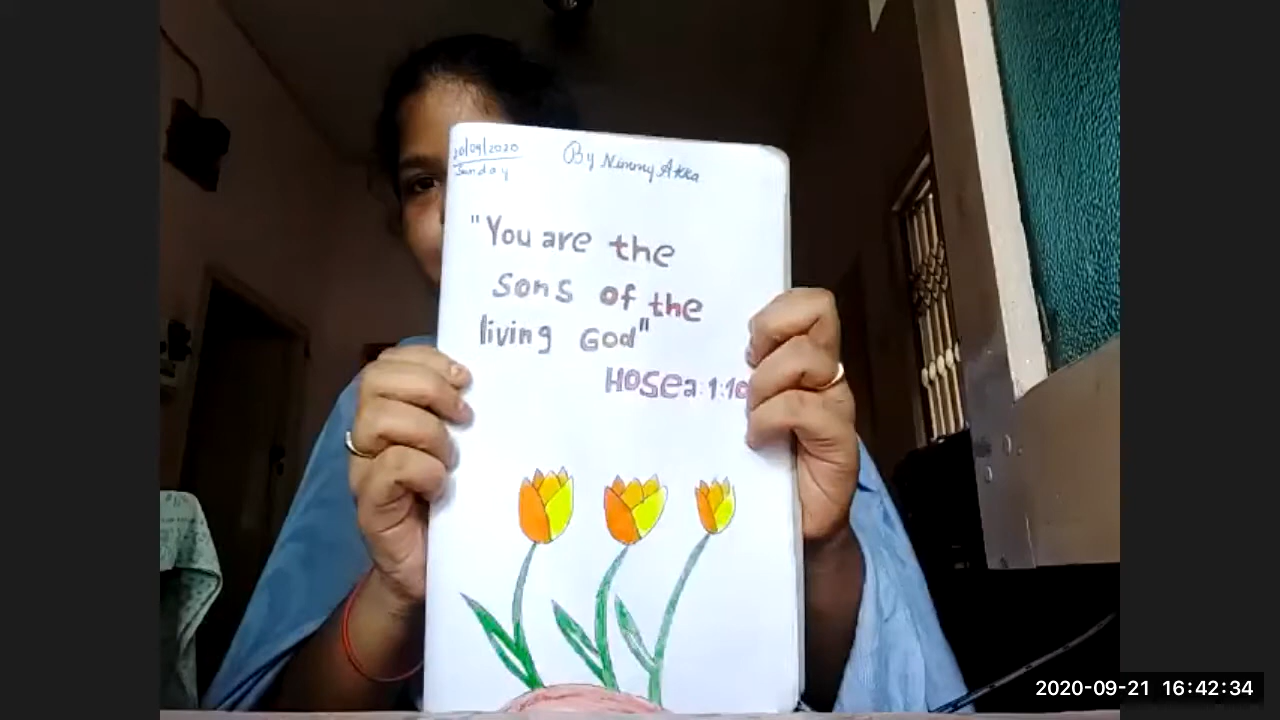 20/09/2020
Sunday
By Nimmy Akka
"You are the
sons of the
living God"
Hosea:1:10
2020-09-21 16:42:34